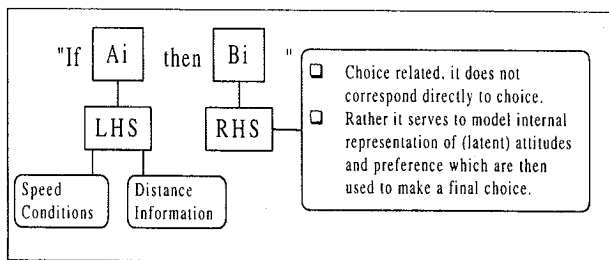 "If Ai then Bi "
LHS
RHS
Speed
Conditions
Distance
Information
Choice related, it does not
correspond directly to choice.
Rather it serves to model internal
representation of (latent) attitudes
and preference which are then
used to make a final choice.